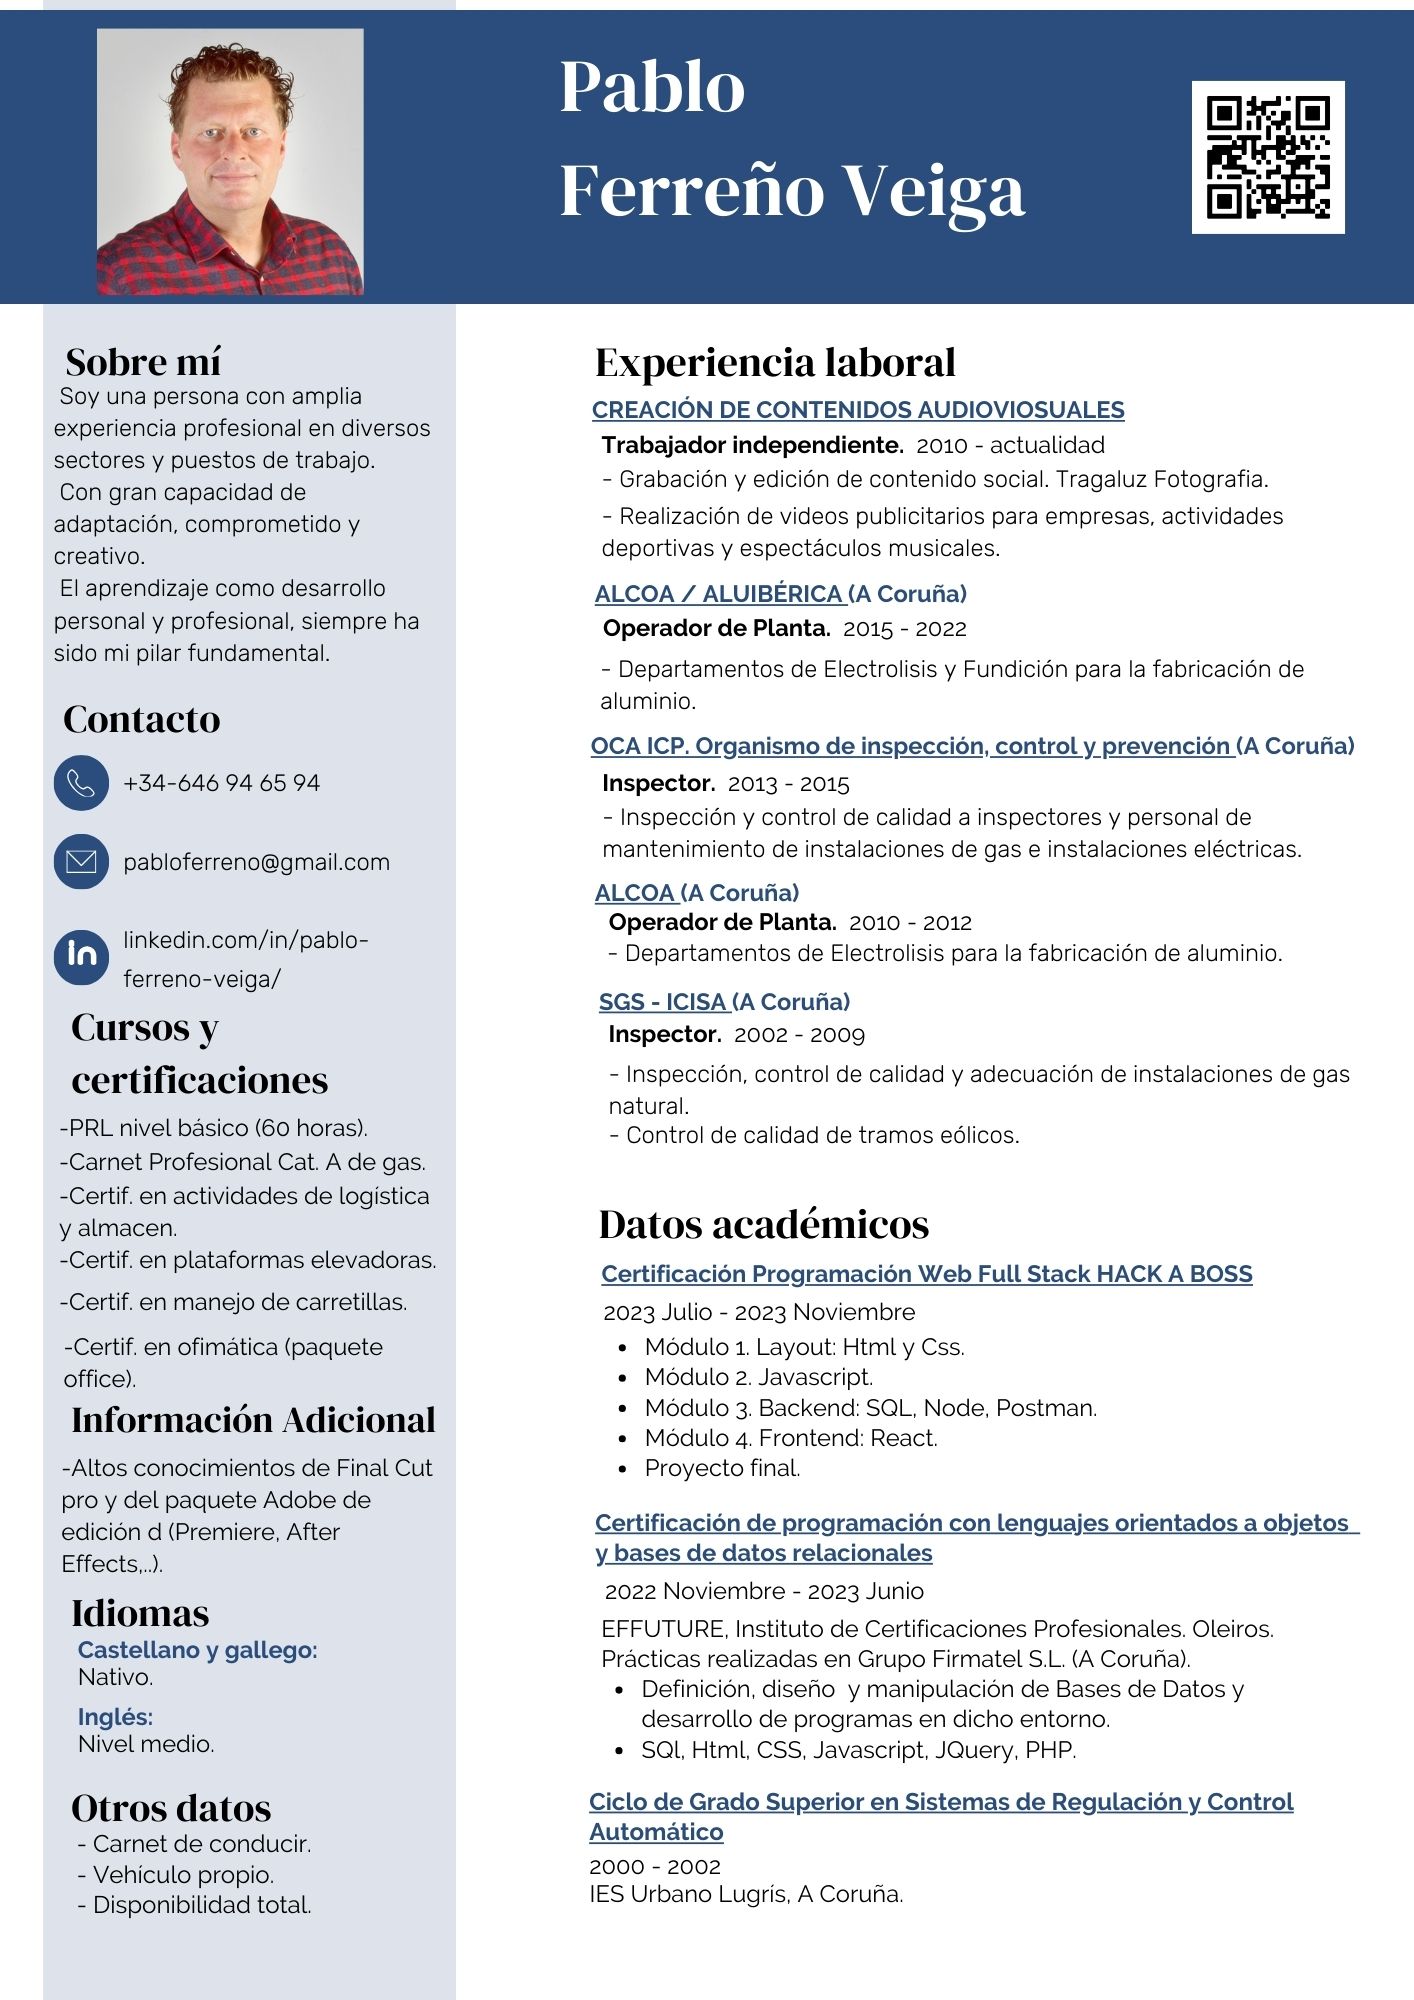 Pablo
Ferreño Veiga
Sobre mí
Soy una persona con amplia
experiencia profesional en diversos
sectores y puestos de trabajo.
Con gran capacidad de
adaptación, comprometido y
creativo.
El aprendizaje como desarrollo
personal y profesional, siempre ha
sido mi pilar fundamental.
Contacto
+34-646 94 65 94
pabloferreno@gmail.com
in
linkedin.com/in/pablo-
ferreno-veiga/
Cursos y
certificaciones
-PRL nivel básico (60 horas).
-Carnet Profesional Cat. A de gas.
-Certif. en actividades de logística
y almacen.
-Certif. en plataformas elevadoras.
-Certif. en manejo de carretillas.
-Certif. en ofimática (paquete
office).
Información Adicional
-Altos conocimientos de Final Cut
pro y del paquete Adobe de
edición d (Premiere, After
Effects,..).
Idiomas
Castellano y gallego:
Nativo.
Inglés:
Nivel medio.
Otros datos
- Carnet de conducir.
- Vehículo propio.
- Disponibilidad total.
Experiencia laboral
CREACIÓN DE CONTENIDOS AUDIOVIOSUALES
Trabajador independiente. 2010 - actualidad
- Grabación y edición de contenido social. Tragaluz Fotografia.
- Realización de videos publicitarios para empresas, actividades
deportivas y espectáculos musicales.
ALCOA / ALUIBÉRICA (A Coruña)
Operador de Planta. 2015 - 2022
- Departamentos de Electrolisis y Fundición para la fabricación de
aluminio.
OCA ICP. Organismo de inspección, control y prevención (A Coruña)
Inspector. 2013 - 2015
- Inspección y control de calidad a inspectores y personal de
mantenimiento de instalaciones de gas e instalaciones eléctricas.
ALCOA (A Coruña)
Operador de Planta. 2010 - 2012
- Departamentos de Electrolisis para la fabricación de aluminio.
SGS - ICISA (A Coruña)
Inspector. 2002 - 2009
- Inspección, control de calidad y adecuación de instalaciones de gas
natural.
- Control de calidad de tramos eólicos.
Datos académicos
Certificación Programación Web Full Stack HACK A BOSS
2023 Julio - 2023 Noviembre
• Módulo 1. Layout: Html y Css.
• Módulo 2. Javascript.
• Módulo 3. Backend: SQL, Node, Postman.
• Módulo 4. Frontend: React.
• Proyecto final.
Certificación de programación con lenguajes orientados a objetos
y bases de datos relacionales
2022 Noviembre - 2023 Junio
EFFUTURE, Instituto de Certificaciones Profesionales. Oleiros.
Prácticas realizadas en Grupo Firmatel S.L. (A Coruña).
• Definición, diseño y manipulación de Bases de Datos y
desarrollo de programas en dicho entorno.
• SQl, Html, CSS, Javascript, JQuery, PHP.
Ciclo de Grado Superior en Sistemas de Regulación y Control
Automático
2000 - 2002
IES Urbano Lugrís, A Coruña.